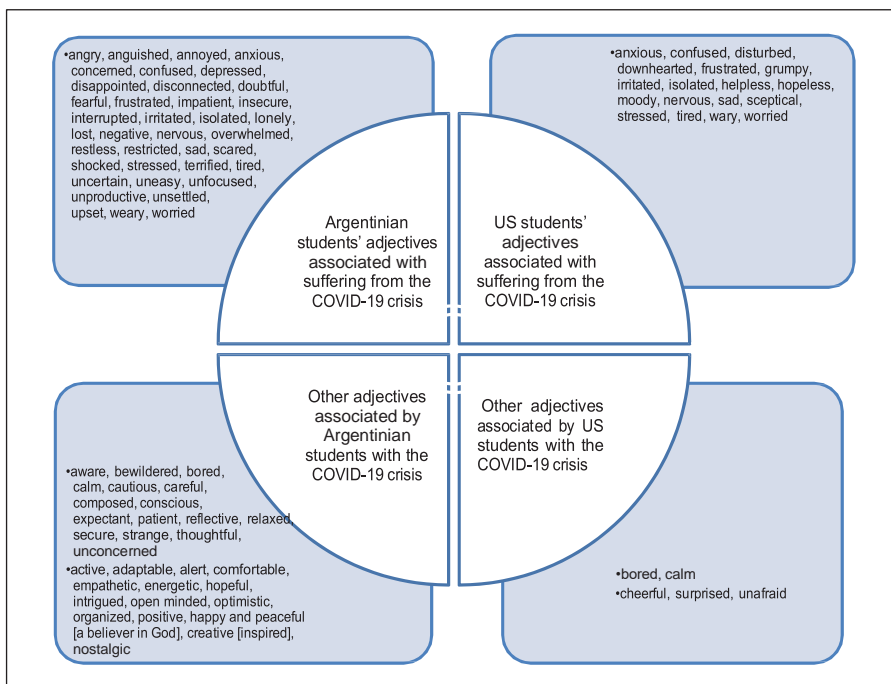 •angry, anguished, annoyed, anxious,
concerned, confused, depressed,
disappointed, disconnected, doubtful,
fearful, frustrated, impatient, insecure,
interrupted, irritated, isolated, lonely,
lost, negative, nervous, overwhelmed,
restless, restricted, sad, scared,
shocked, stressed, terrified, tired,
uncertain, uneasy, unfocused,
unproductive, unsettled,
upset, weary, worried
•anxious, confused, disturbed,
downhearted, frustrated, grumpy,
irritated, isolated, helpless, hopeless,
moody, nervous, sad, sceptical,
stressed, tired, wary, worried
Argentinian
students' adjectives
associated with
suffering from the
COVID-19 crisis
US students'
adjectives
associated with
suffering from the
COVID-19 crisis
Other adjectives
associated by
Argentinian
students with the
COVID-19 crisis
Other adjectives
associated by US
students with the
COVID-19 crisis
•aware, bewildered, bored,
calm, cautious, careful,
composed, conscious,
expectant, patient, reflective, relaxed,
secure, strange, thoughtful,
unconcerned
•active, adaptable, alert, comfortable,
empathetic, energetic, hopeful,
intrigued, open minded, optimistic,
organized, positive, happy and peaceful
[a believer in God], creative [inspired],
nostalgic
•bored, calm
•cheerful, surprised, unafraid